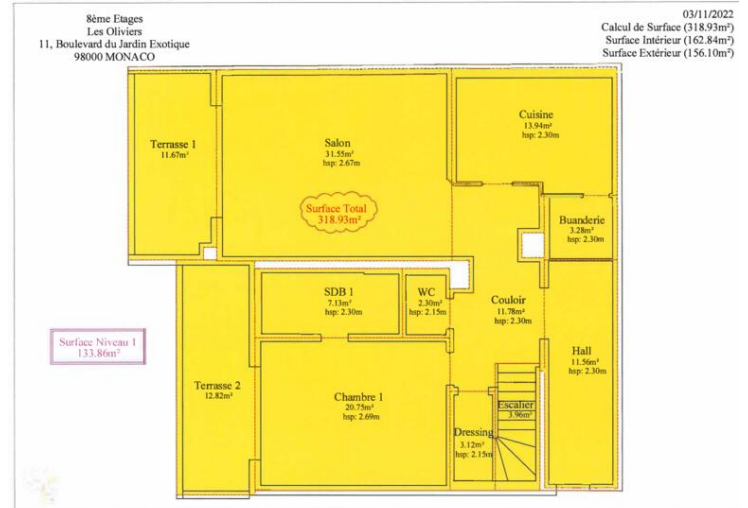 8ème Etages
Les Oliviers
11, Boulevard du Jardin Exotique
98000 MONACO
03/11/2022
Calcul de Surface (318.93m²)
Surface Intérieur (162.84m²)
Surface Extérieur (156.10m²)
Terrasse 1
11.67m²
Salon
31.55m²
hsp: 2.67m
Cuisine
13.94m²
hsp: 2.30m
Surface Total
318.93m²
Buanderie
3.28m²
hsp: 2.30m
SDB 1
7.13m²
hsp: 2.30m
WC
2.30m²
hsp: 2.15m
Couloir
11.78m²
hsp: 2.30m
Surface Niveau 1
133.86m²
Hall
11.56m²
hsp: 2.30m
Terrasse 2
12.82m²
Chambre 1
20.75m²
hsp: 2.69m
Escalier
3.96m²
Dressing
3.12m²
hsp: 2.15m